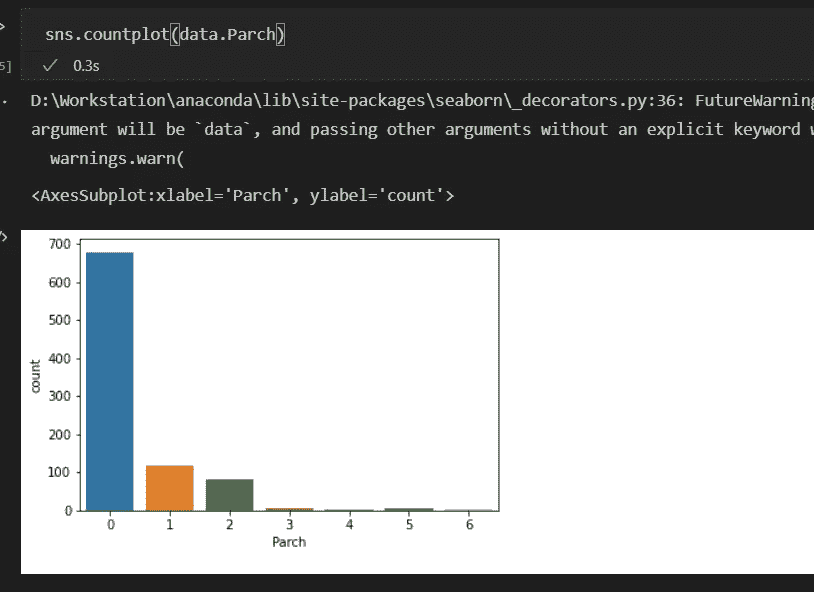 sns.countplot(data.Parch)
5]
0.3s
D:\Workstation\anaconda\lib\site-packages\seaborn\_decorators.py:36: FutureWarning
argument will be `data`, and passing other arguments without an explicit keyword
warnings.warn(
<AxesSubplot:xlabel='Parch', ylabel='count'>
700
600
500
400
300
200
100
0
count
0 1 2 3 4 5 6
Parch